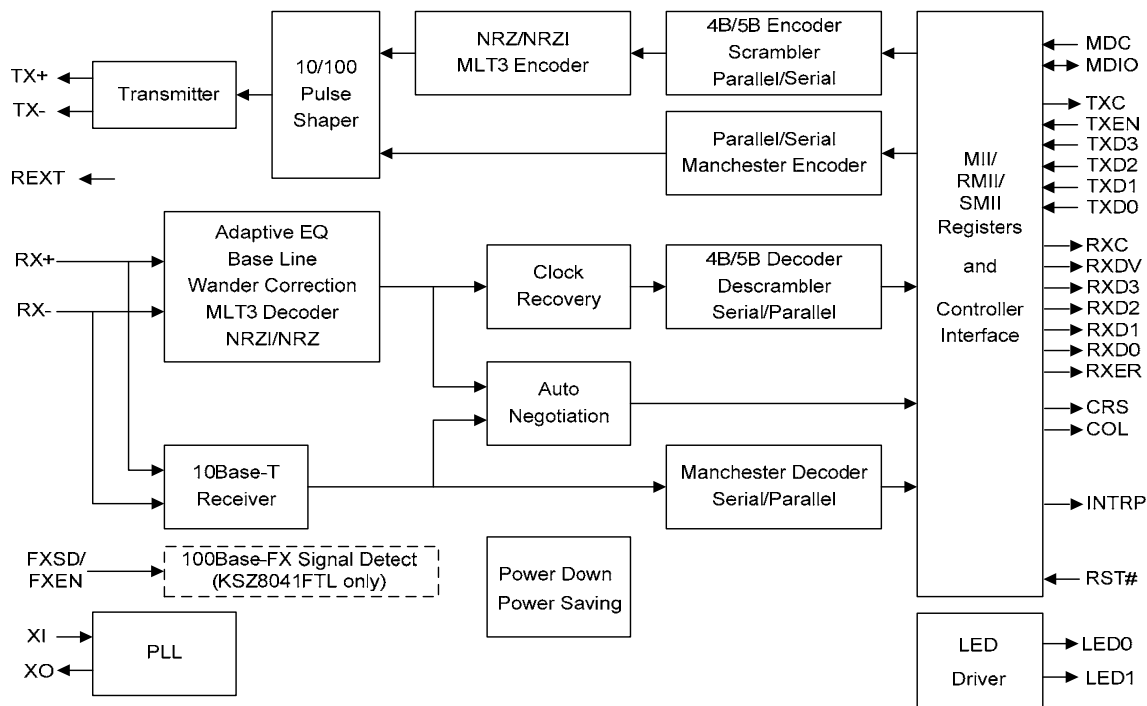 TX+
TX-
REXT
RX+
RX-
FXSD/
FXEN
XI
XO
Transmitter
10/100
Pulse
Shaper
NRZ/NRZI
MLT3 Encoder
4B/5B Encoder
Scrambler
Parallel/Serial
Parallel/Serial
Manchester Encoder
Adaptive EQ
Base Line
Wander Correction
MLT3 Decoder
NRZI/NRZ
Clock
Recovery
4B/5B Decoder
Descrambler
Serial/Parallel
Auto
Negotiation
10Base-T
Receiver
Manchester Decoder
Serial/Parallel
100Base-FX Signal Detect
(KSZ8041FTL only)
Power Down
Power Saving
PLL
MII/
RMII/
SMII
Registers
and
Controller
Interface
LED
Driver
MDC
MDIO
TXC
TXEN
TXD3
TXD2
TXD1
TXD0
RXC
RXDV
RXD3
RXD2
RXD1
RXD0
RXER
CRS
COL
INTRP
RST#
LED0
LED1